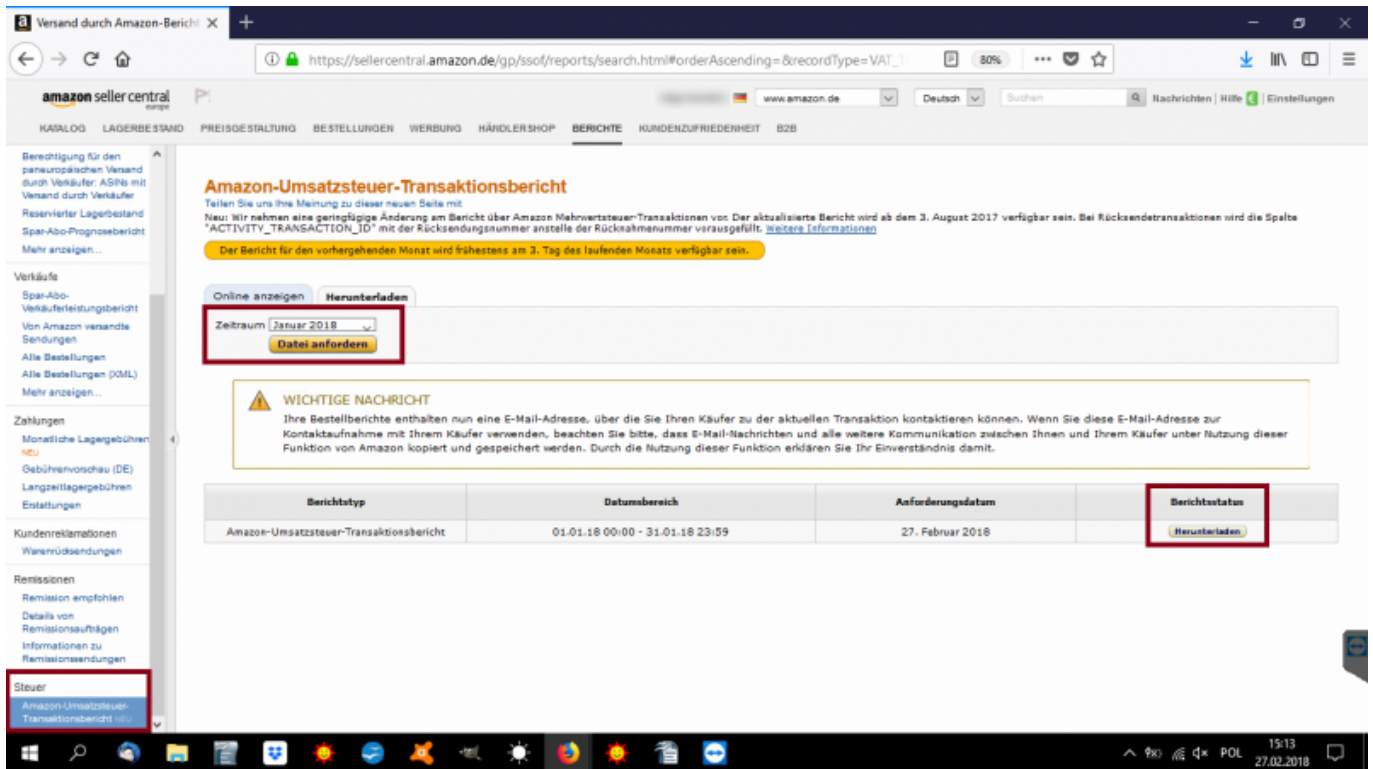 Versand durch Amazon-Berich
https://sellercentral.amazon.de/gp/ssof/reports/search.html#orderAscending=&recordType=VAT_T
80%
amazon seller central
europe
www.amazon.de
Deutsch
Suchen
Nachrichten | Hilfe | Einstellungen
KATALOG LAGERBESTAND PREISGESTALTUNG BESTELLUNGEN WERBUNG HÄNDLERSHOP BERICHTE KUNDENZUFRIEDENHEIT B2B
Berechtigung für den
paneuropäischen Versand
durch Verkäufer: ASINs mit
Versand durch Verkäufer
Reservierter Lagerbestand
Spar-Abo-Prognosebericht
Mehr anzeigen...
Verkäufe
Spar-Abo-
Verkäuferleistungsbericht
Von Amazon versandte
Sendungen
Alle Bestellungen
Alle Bestellungen (XML)
Mehr anzeigen...
Zahlungen
Monatliche Lagergebühren
NEU
Gebührenvorschau (DE)
Langzeitlagergebühren
Erstattungen
Kundenreklamationen
Warenrücksendungen
Remissionen
Remission empfohlen
Details von
Remissionsaufträgen
Informationen zu
Remissionssendungen
Steuer
Amazon-Umsatzsteuer-
Transaktionsbericht NEU
Amazon-Umsatzsteuer-Transaktionsbericht
Teilen Sie uns Ihre Meinung zu dieser neuen Seite mit
Neu: Wir nehmen eine geringfügige Änderung am Bericht über Amazon Mehrwertsteuer-Transaktionen vor. Der aktualisierte Bericht wird ab dem 3. August 2017 verfügbar sein. Bei Rücksendetransaktionen wird die Spalte
"ACTIVITY_TRANSACTION_ID" mit der Rücksendungsnummer anstelle der Rücknahmenummer vorausgefüllt. Weitere Informationen
Der Bericht für den vorhergehenden Monat wird frühestens am 3. Tag des laufenden Monats verfügbar sein.
Online anzeigen Herunterladen
Zeitraum Januar 2018
Datei anfordern
WICHTIGE NACHRICHT
Ihre Bestellberichte enthalten nun eine E-Mail-Adresse, über die Sie Ihren Käufer zu der aktuellen Transaktion kontaktieren können. Wenn Sie diese E-Mail-Adresse zur
Kontaktaufnahme mit Ihrem Käufer verwenden, beachten Sie bitte, dass E-Mail-Nachrichten und alle weitere Kommunikation zwischen Ihnen und Ihrem Käufer unter Nutzung dieser
Funktion von Amazon kopiert und gespeichert werden. Durch die Nutzung dieser Funktion erklären Sie Ihr Einverständnis damit.
Berichtstyp Datumsbereich Anforderungsdatum Berichtsstatus
Amazon-Umsatzsteuer-Transaktionsbericht 01.01.18 00:00 - 31.01.18 23:59 27. Februar 2018 Herunterladen
POL
15:13
27.02.2018